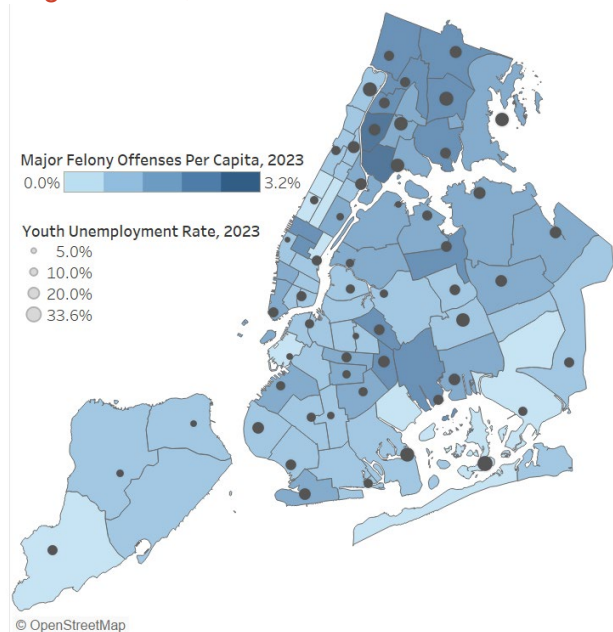 Major Felony Offenses Per Capita, 2023
0.0% 3.2%
Youth Unemployment Rate, 2023
5.0%
10.0%
20.0%
33.6%
© OpenStreetMap